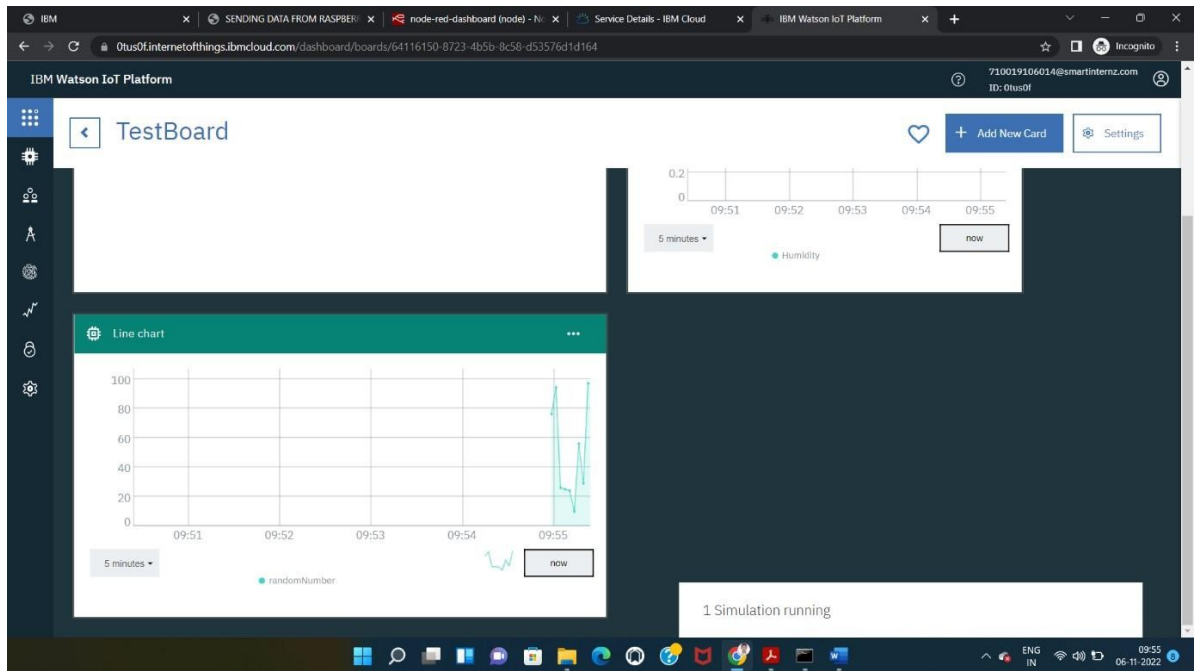 IBM
SENDING DATA FROM RASPBERR
node-red-dashboard (node) - No
Service Details - IBM Cloud
IBM Watson IoT Platform
0tus0f.internetofthings.ibmcloud.com/dashboard/boards/64116150-8723-4b5b-8c58-d53576d1d164
Incognito
IBM Watson IoT Platform
710019106014@smartinternz.com
ID: 0tus0f
TestBoard
+ Add New Card
Settings
0.2
0
09:51 09:52 09:53 09:54 09:55
5 minutes
now
Humidity
Line chart
100
80
60
40
20
0
09:51 09:52 09:53 09:54 09:55
5 minutes
now
randomNumber
1 Simulation running
ENG
IN
09:55
06-11-2022